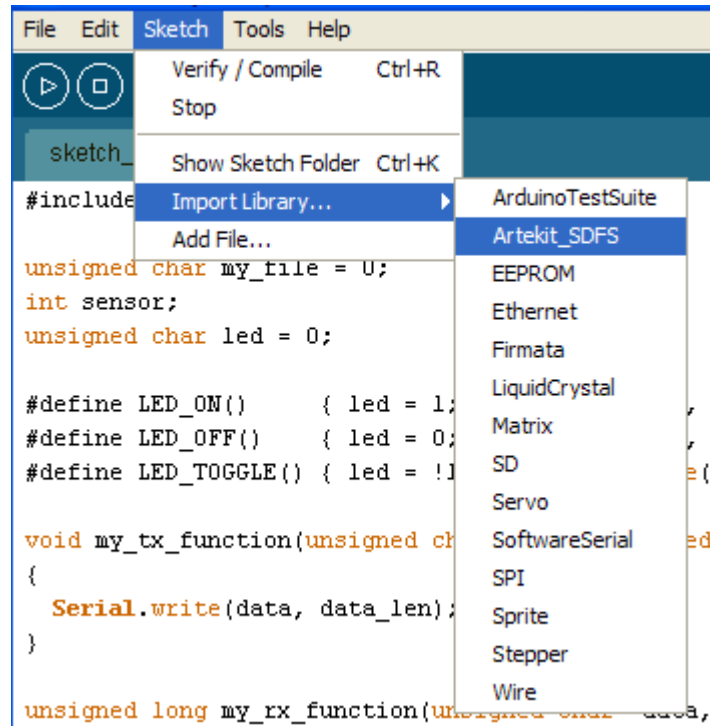 File Edit Sketch Tools Help
Verify / Compile Ctrl+R
Stop
sketch_
Show Sketch Folder Ctrl+K
#include
Import Library...
Add File...
ArduinoTestSuite
Artekit_SDFS
EEPROM
Ethernet
Firmata
LiquidCrystal
Matrix
SD
Servo
SoftwareSerial
SPI
Sprite
Stepper
Wire
unsigned char my_file = 0;
int sensor;
unsigned char led = 0;
#define LED_ON() { led = 1;
#define LED_OFF() { led = 0;
#define LED_TOGGLE() { led = !
void my_tx_function(unsigned ch
{
Serial.write(data, data_len);
}
unsigned long my_rx_function(un